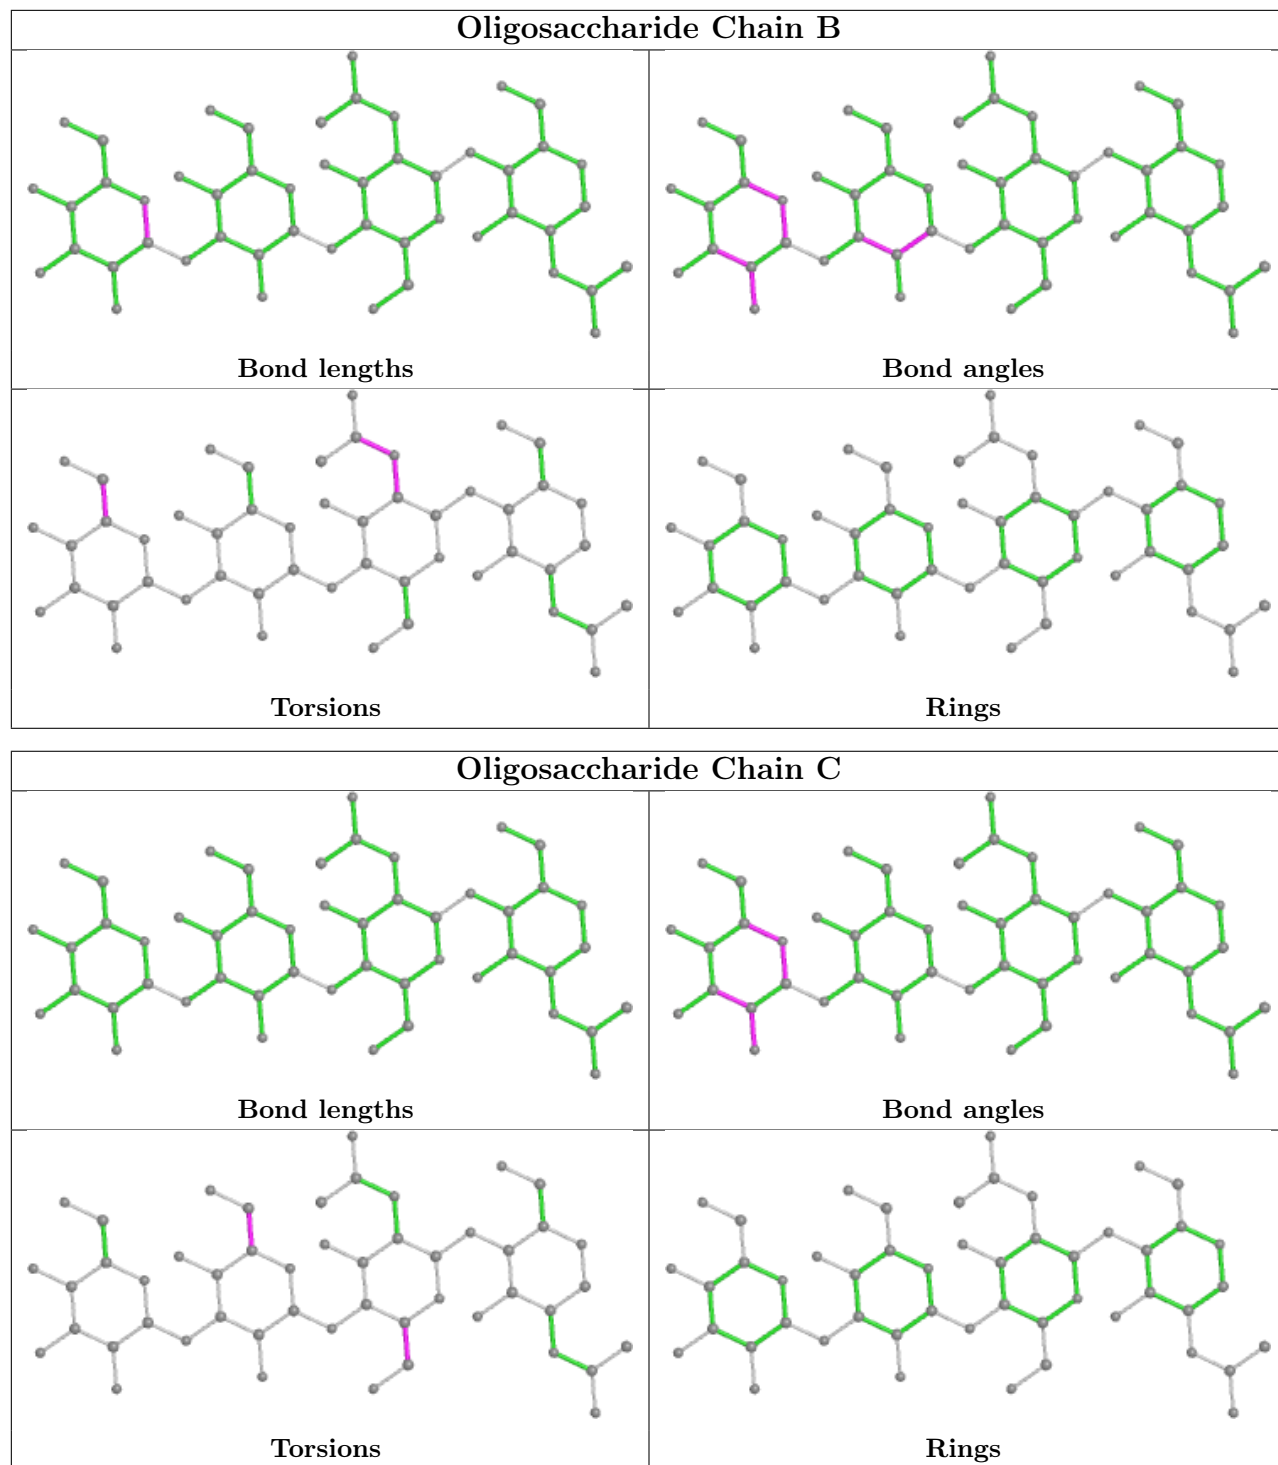 Oligosaccharide Chain B
Bond lengths
Bond angles
Torsions
Rings
Oligosaccharide Chain C
Bond lengths
Bond angles
Torsions
Rings